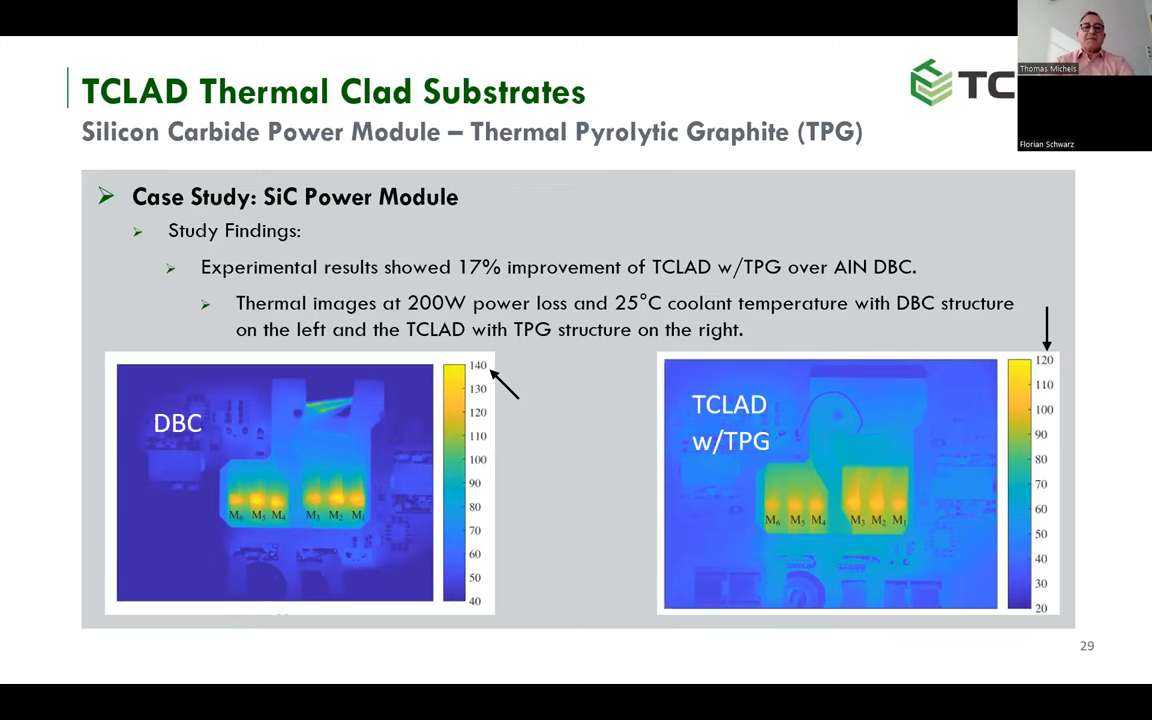 TCLAD Thermal Clad Substrates
TC
Thomas Michels
Silicon Carbide Power Module – Thermal Pyrolytic Graphite (TPG)
Florian Schwarz
Case Study: SiC Power Module
Study Findings:
Experimental results showed 17% improvement of TCLAD w/TPG over AlN DBC.
Thermal images at 200W power loss and 25°C coolant temperature with DBC structure
on the left and the TCLAD with TPG structure on the right.
DBC
M6 M5 M4 M3 M2 M1
140
130
120
110
100
90
80
70
60
50
40
TCLAD
w/TPG
M6 M5 M4 M3 M2 M1
120
110
100
90
80
70
60
50
40
30
20
29